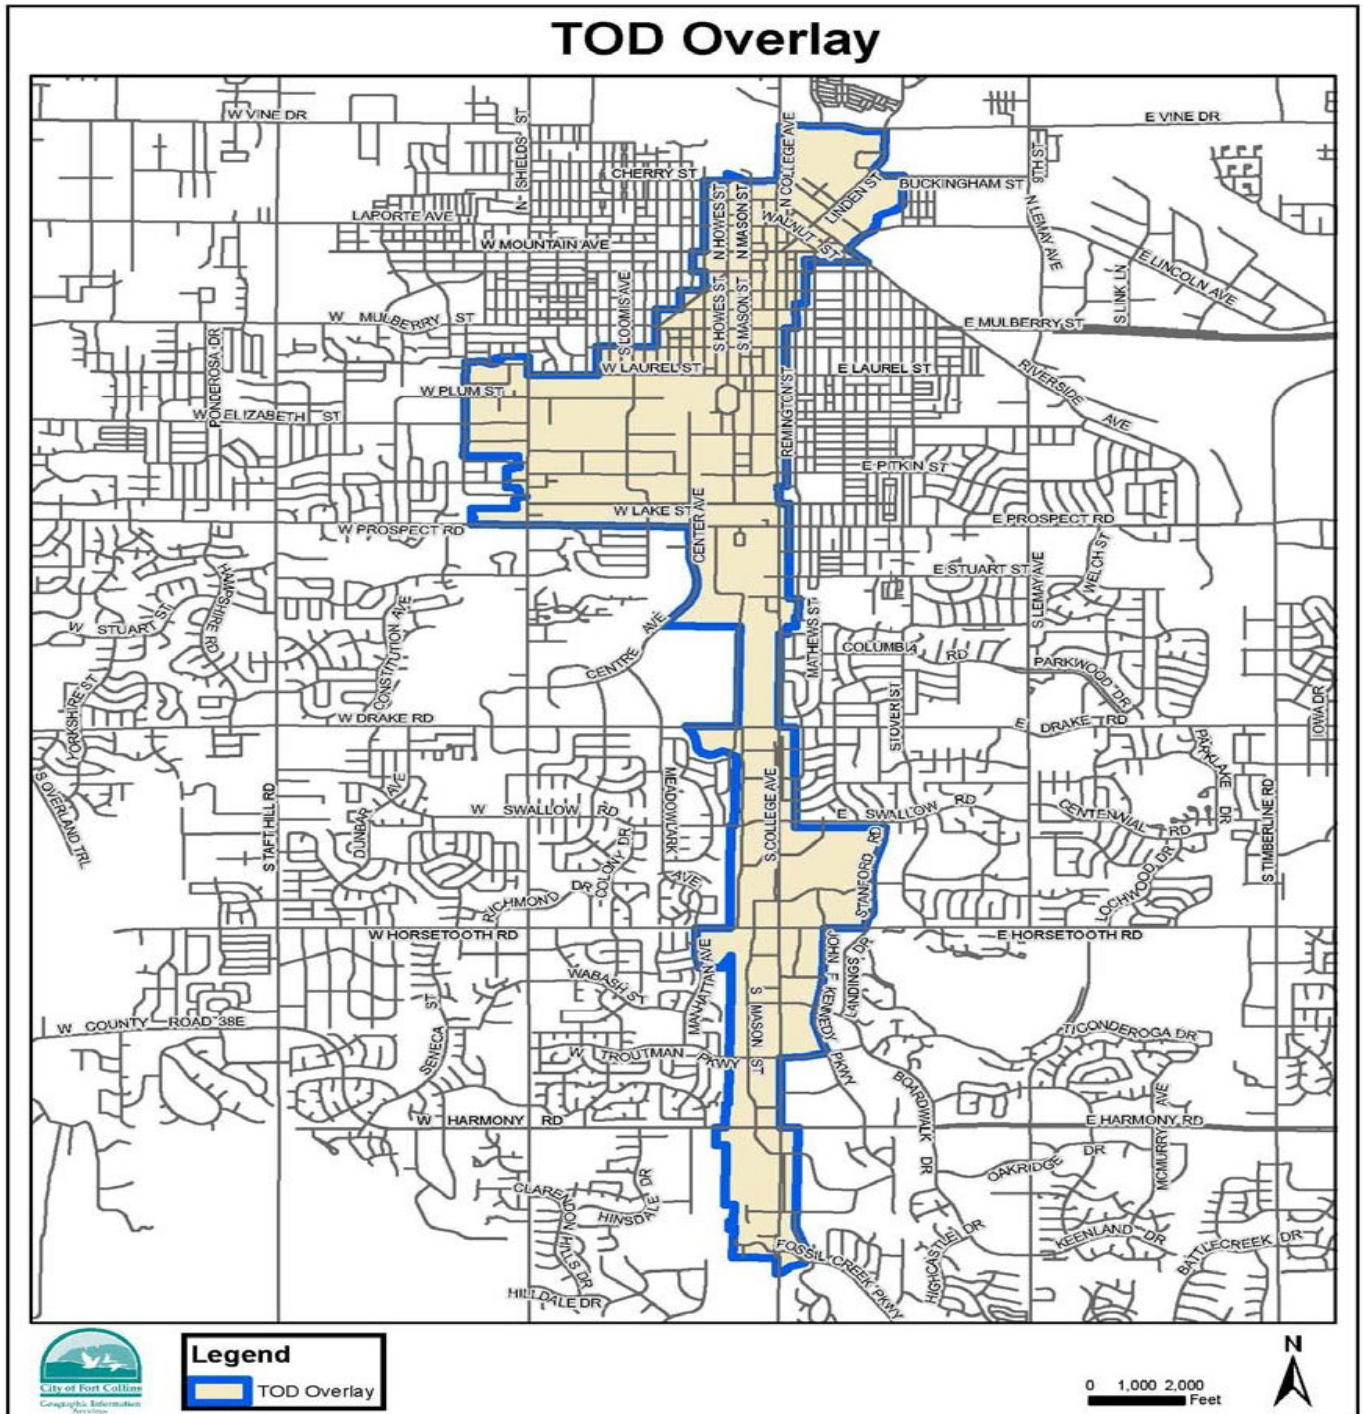 TOD Overlay
W VINE DR
N SHIELDS ST
N COLLEGE AVE
E VINE DR
9TH ST
CHERRY ST
BUCKINGHAM ST
LINDEN ST
N HOWES ST
N MASON ST
LAPORTE AVE
WALNUT ST
W MOUNTAIN AVE
N LEMAY AVE
E LINCOLN AVE
S LINK LN
S LOOMIS AVE
S HOWES ST
S MASON ST
W MULBERRY ST
E MULBERRY ST
PONDEROSA DR
W LAUREL ST
E LAUREL ST
RIVERSIDE AVE
W PLUM ST
W ELIZABETH ST
REMINGTON ST
E PITKIN ST
CENTER AVE
W LAKE ST
W PROSPECT RD
E PROSPECT RD
HAMPSHIRE RD
E STUART ST
S LEMAY AVE
WELCH ST
W STUART ST
CONSTITUTION AVE
CENTRE AVE
MATHEWS ST
COLUMBIA RD
PARKWOOD DR
YORKSHIRE ST
W DRAKE RD
STOVER ST
E DRAKE RD
IOWA DR
S OVERLAND TRL
S TAFT HILL RD
DUNBAR AVE
W SWALLOW RD
MEADOWLARK AVE
S COLLEGE AVE
E SWALLOW RD
CENTENNIAL RD
PARKLAKE DR
S TIMBERLINE RD
COLONY DR
RICHMOND DR
STANFORD RD
LOCHWOOD DR
W HORSETOOTH RD
E HORSETOOTH RD
MANHATTAN AVE
JOHN F KENNEDY PKWY
LANDINGS DR
WABASH ST
W COUNTY ROAD 38E
SENECA ST
S MASON ST
TICONDEROGA DR
W TROUTMAN PKWY
BOARDWALK DR
W HARMONY RD
E HARMONY RD
MCMURRY AVE
OAKRIDGE DR
CLARENDON HILLS DR
HINSDALE DR
HIGHCASTLE DR
KEENLAND DR
BATTLECREEK DR
FOSSIL CREEK PKWY
HILLDALE DR
City of Fort Collins
Geographic Information
Services
Legend
TOD Overlay
0 1,000 2,000
Feet
N